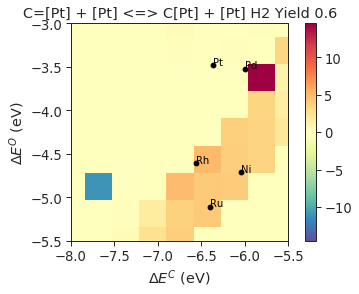 C=[Pt] + [Pt] <=> C[Pt] + [Pt] H2 Yield 0.6
−3.0
−3.5
−4.0
−4.5
−5.0
−5.5
ΔE^O (eV)
Pt
Pd
Rh
Ni
Ru
−8.0 −7.5 −7.0 −6.5 −6.0 −5.5
ΔE^C (eV)
10
5
0
−5
−10